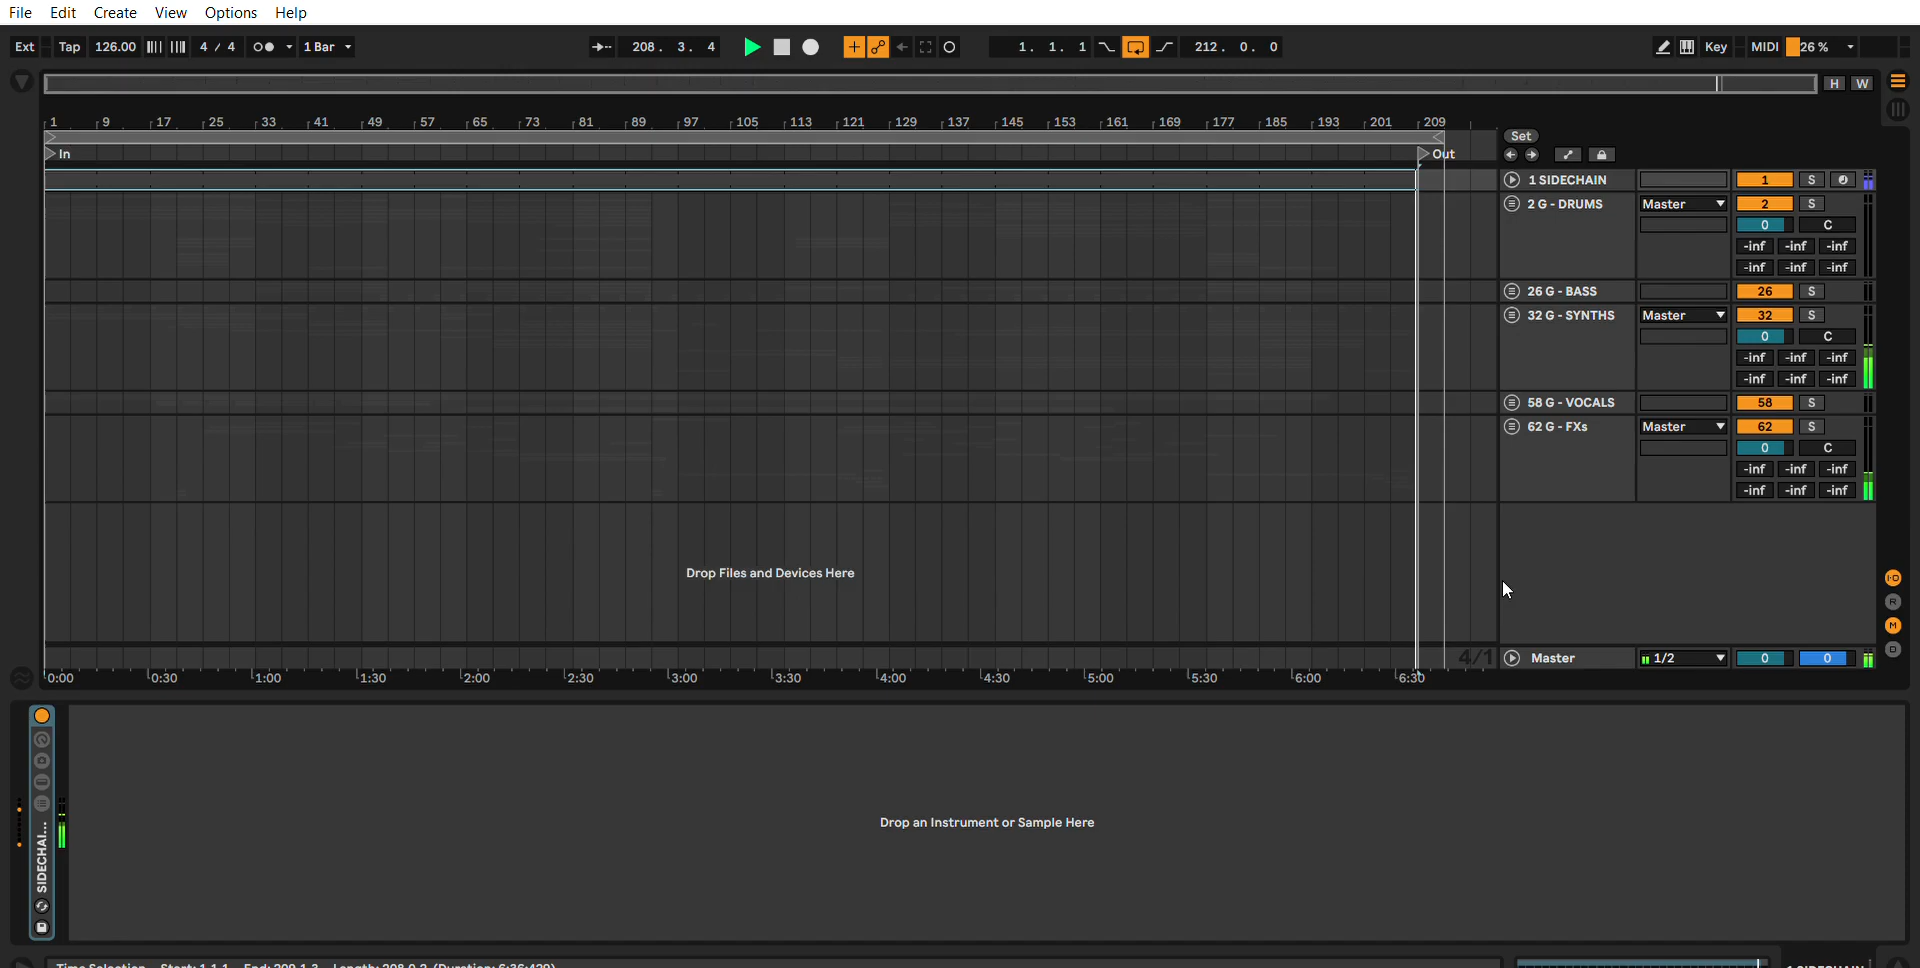 File Edit Create View Options Help
Ext Tap 126.00 4 / 4 1 Bar 208. 3. 4 1. 1. 1 212. 0. 0 Key MIDI 26 %
H W
1 9 17 25 33 41 49 57 65 73 81 89 97 105 113 121 129 137 145 153 161 169 177 185 193 201 209
Set
In Out
1 SIDECHAIN 1 S
2 G - DRUMS Master 2 S
0 C
-inf -inf -inf
-inf -inf -inf
26 G - BASS 26 S
32 G - SYNTHS Master 32 S
0 C
-inf -inf -inf
-inf -inf -inf
58 G - VOCALS 58 S
62 G - FXs Master 62 S
0 C
-inf -inf -inf
-inf -inf -inf
Drop Files and Devices Here
I·O
R
M
D
4/1 Master 1/2 0 0
0:00 0:30 1:00 1:30 2:00 2:30 3:00 3:30 4:00 4:30 5:00 5:30 6:00 6:30
SIDECHAI...
Drop an Instrument or Sample Here
Time Selection Start: 1.1.1 End: 209.1.3 Length: 208.0.2 (Duration: 6:36:429)
1-SIDECHAIN